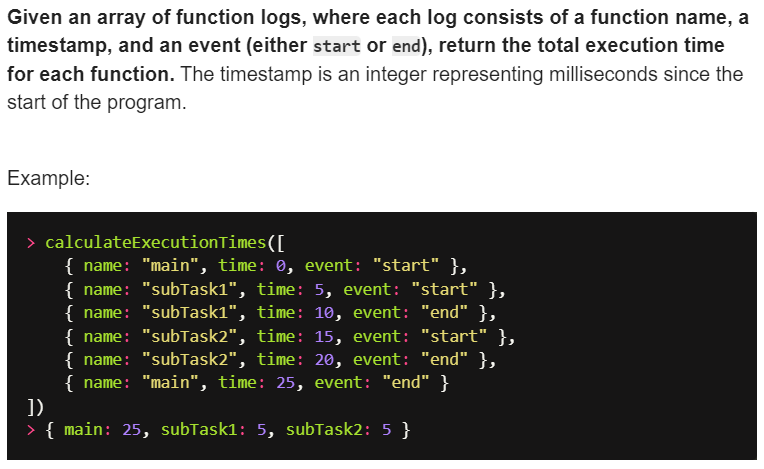 Given an array of function logs, where each log consists of a function name, a
timestamp, and an event (either start or end), return the total execution time
for each function. The timestamp is an integer representing milliseconds since the
start of the program.
Example:
> calculateExecutionTimes([
{ name: "main", time: 0, event: "start" },
{ name: "subTask1", time: 5, event: "start" },
{ name: "subTask1", time: 10, event: "end" },
{ name: "subTask2", time: 15, event: "start" },
{ name: "subTask2", time: 20, event: "end" },
{ name: "main", time: 25, event: "end" }
])
> { main: 25, subTask1: 5, subTask2: 5 }